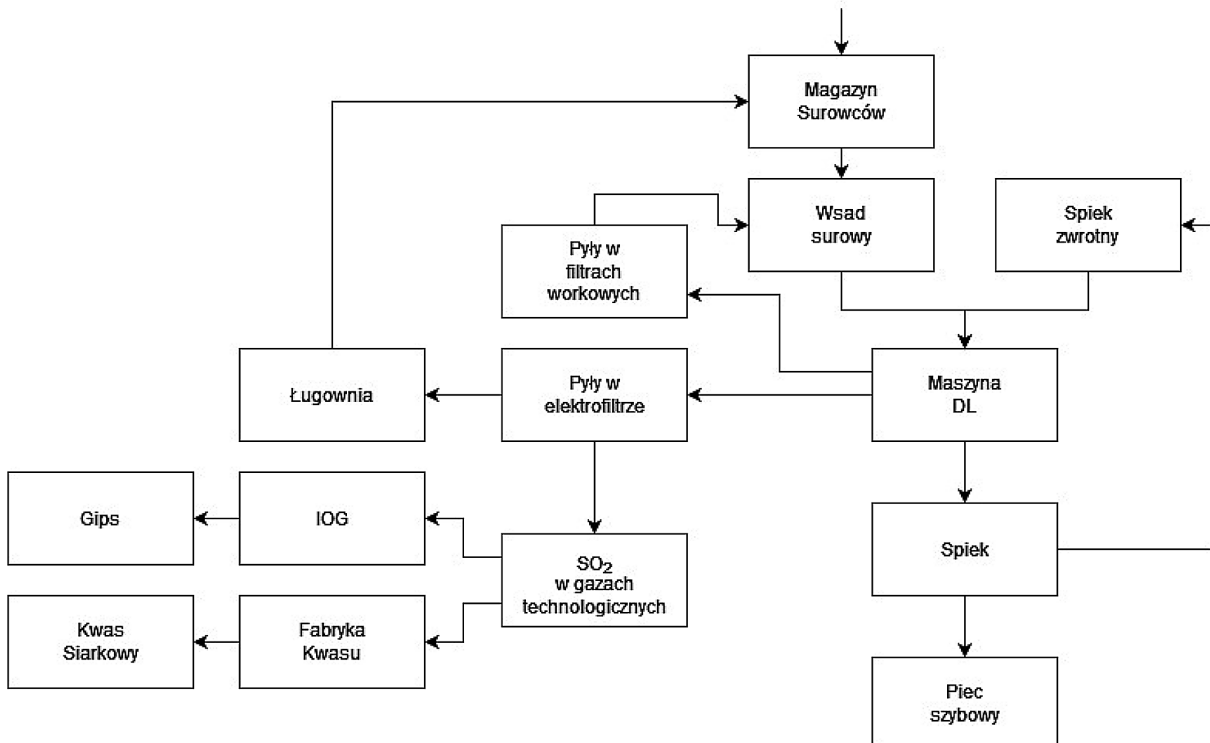 Magazyn
Surowców
Wsad
surowy
Spiek
zwrotny
Pyły w
filtrach
workowych
Ługownia
Pyły w
elektrofiltrze
Maszyna
DL
Gips
IOG
SO₂
w gazach
technologicznych
Spiek
Kwas
Siarkowy
Fabryka
Kwasu
Piec
szybowy